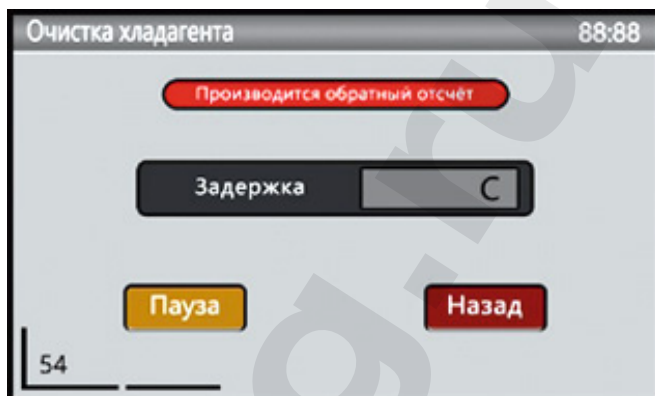 Очистка хладагента 88:88
Производится обратный отсчёт
Задержка С
Пауза Назад
54